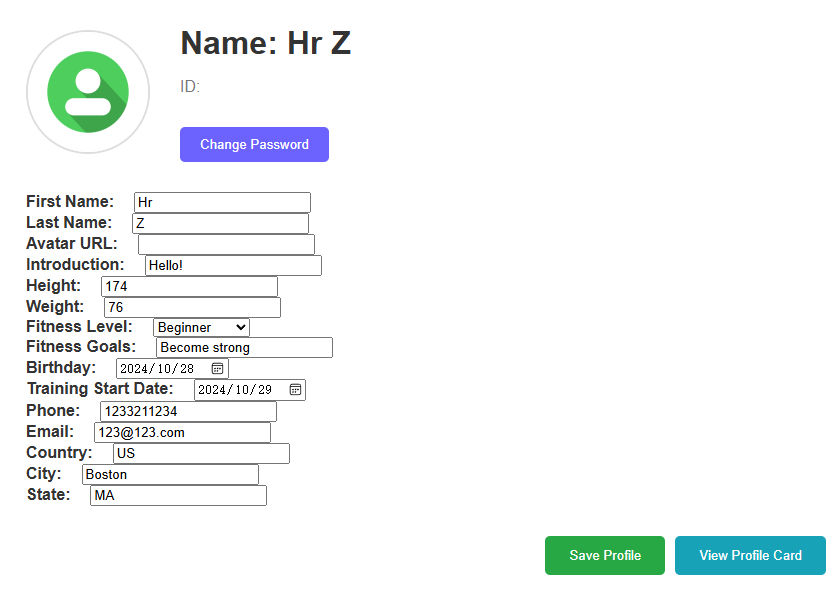 Name: Hr Z
ID:
Change Password
First Name: Hr
Last Name: Z
Avatar URL:
Introduction: Hello!
Height: 174
Weight: 76
Fitness Level: Beginner
Fitness Goals: Become strong
Birthday: 2024/10/28
Training Start Date: 2024/10/29
Phone: 1233211234
Email: 123@123.com
Country: US
City: Boston
State: MA
Save Profile View Profile Card